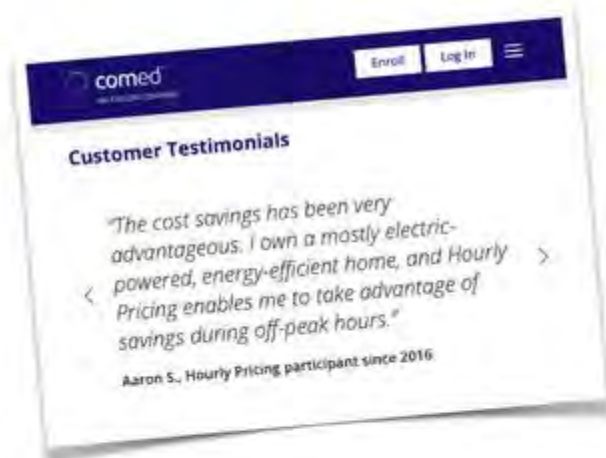 comed
Enroll
Log In
Customer Testimonials
"The cost savings has been very
advantageous. I own a mostly electric-
powered, energy-efficient home, and Hourly
Pricing enables me to take advantage of
savings during off-peak hours."
Aaron S., Hourly Pricing participant since 2016